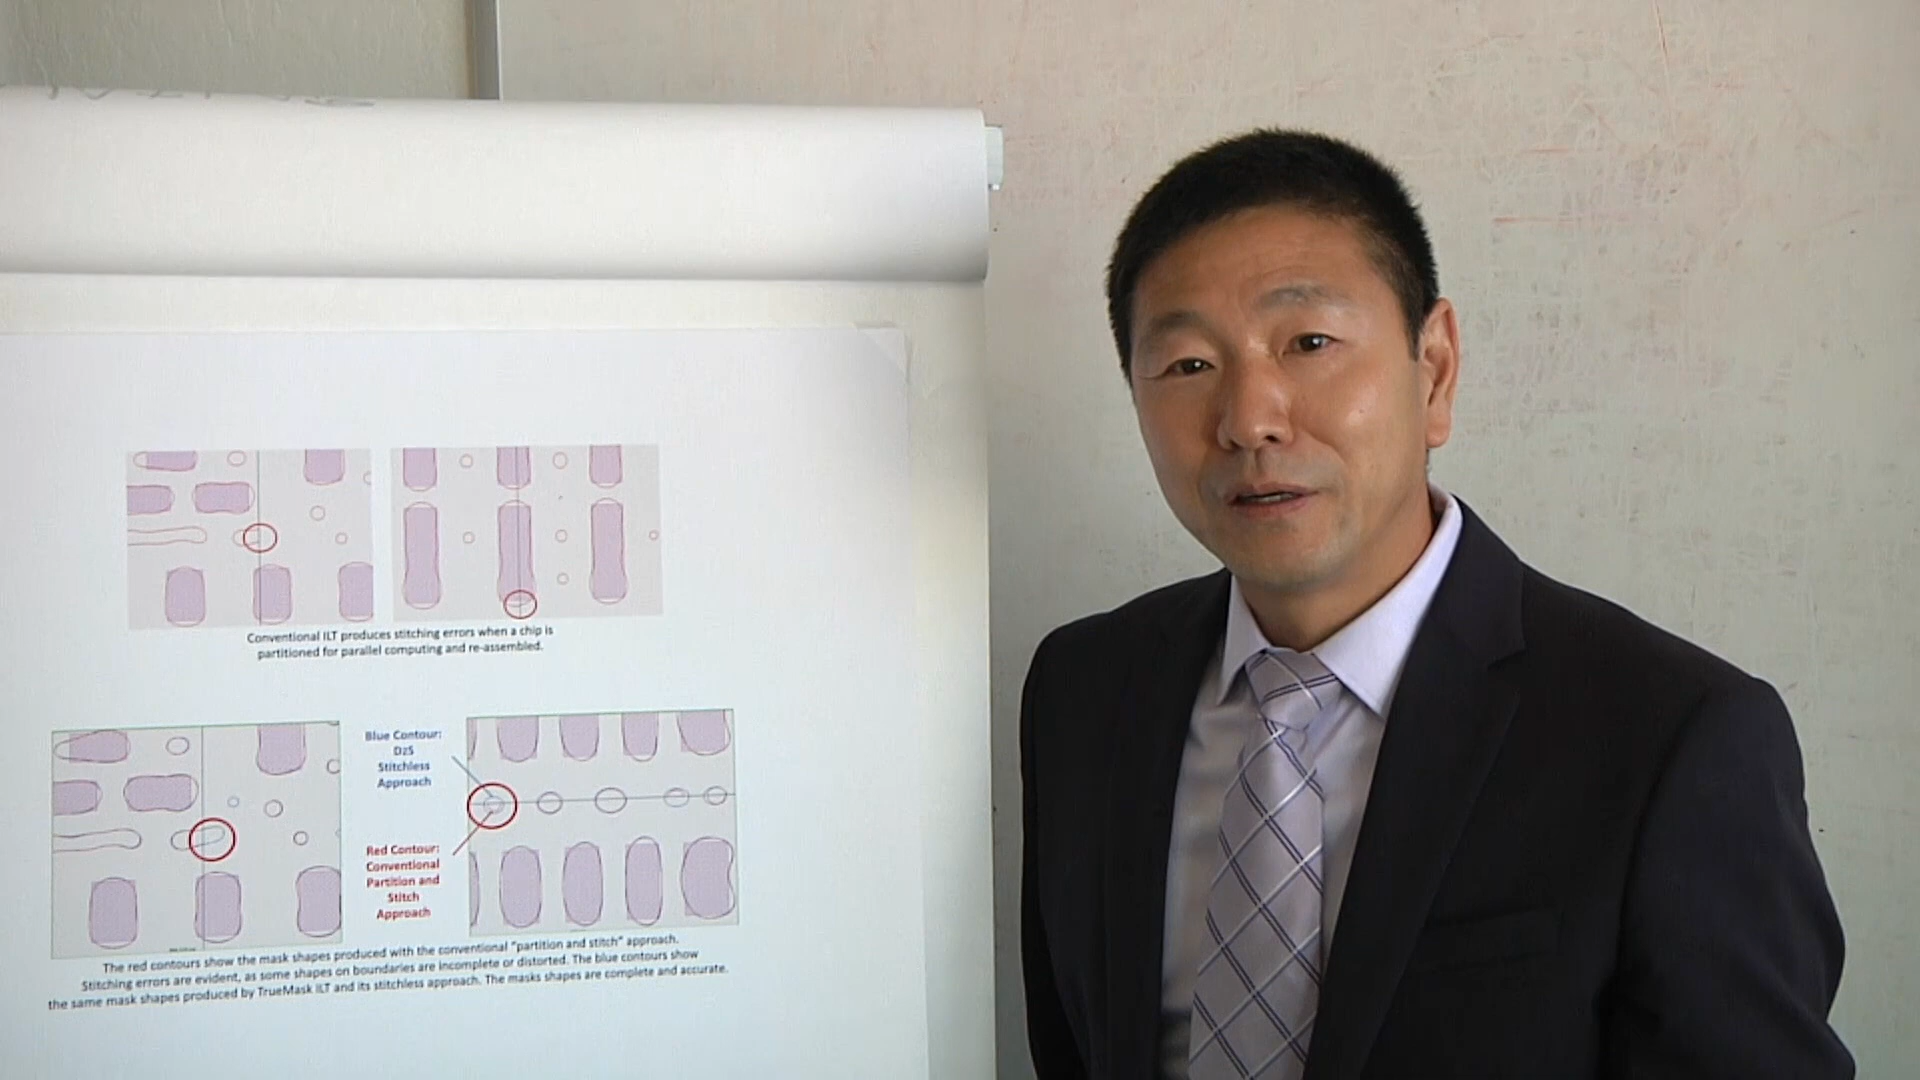 Conventional ILT produces stitching errors when a chip is
partitioned for parallel computing and re-assembled.
Blue Contour:
D2S
Stitchless
Approach
Red Contour:
Conventional
Partition and
Stitch
Approach
The red contours show the mask shapes produced with the conventional "partition and stitch" approach.
Stitching errors are evident, as some shapes on boundaries are incomplete or distorted. The blue contours show
the same mask shapes produced by TrueMask ILT and its stitchless approach. The masks shapes are complete and accurate.